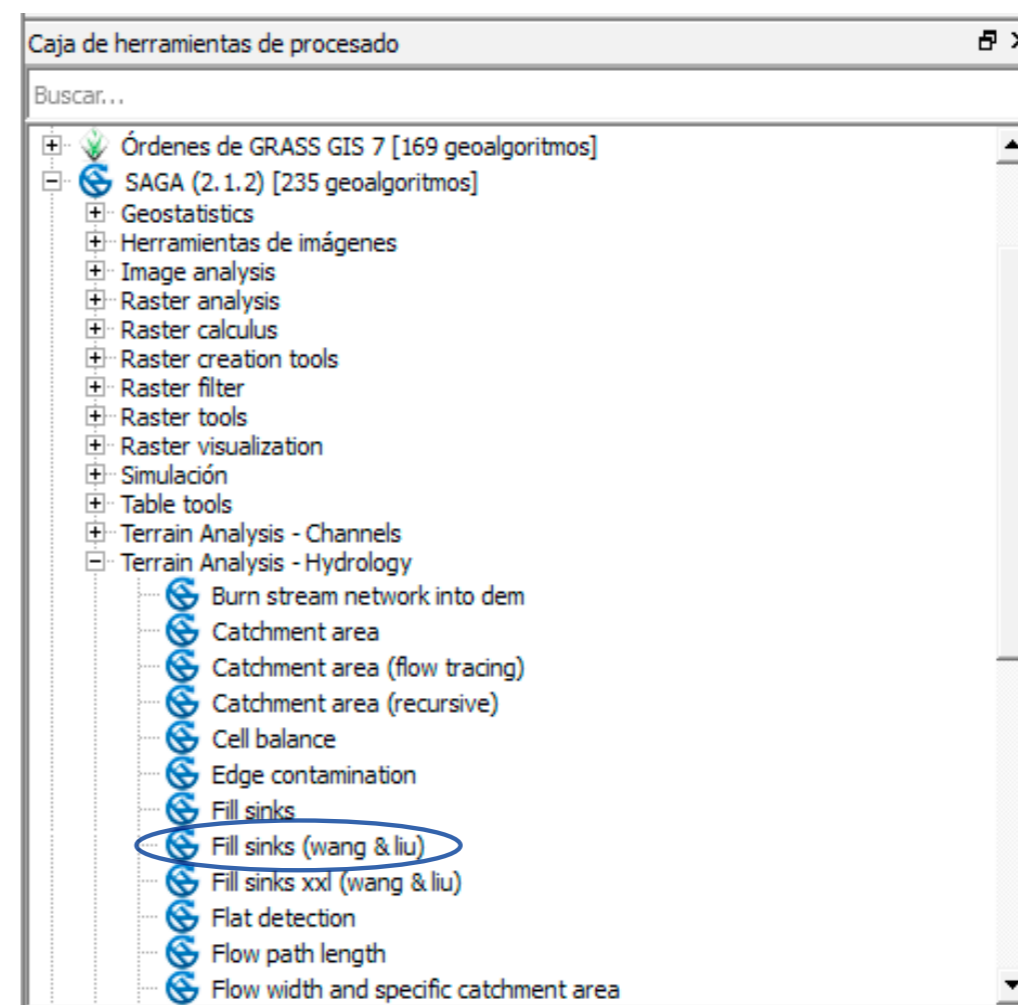 Caja de herramientas de procesado
Buscar...
Órdenes de GRASS GIS 7 [169 geoalgoritmos]
SAGA (2.1.2) [235 geoalgoritmos]
Geostatistics
Herramientas de imágenes
Image analysis
Raster analysis
Raster calculus
Raster creation tools
Raster filter
Raster tools
Raster visualization
Simulación
Table tools
Terrain Analysis - Channels
Terrain Analysis - Hydrology
Burn stream network into dem
Catchment area
Catchment area (flow tracing)
Catchment area (recursive)
Cell balance
Edge contamination
Fill sinks
Fill sinks (wang & liu)
Fill sinks xxl (wang & liu)
Flat detection
Flow path length
Flow width and specific catchment area